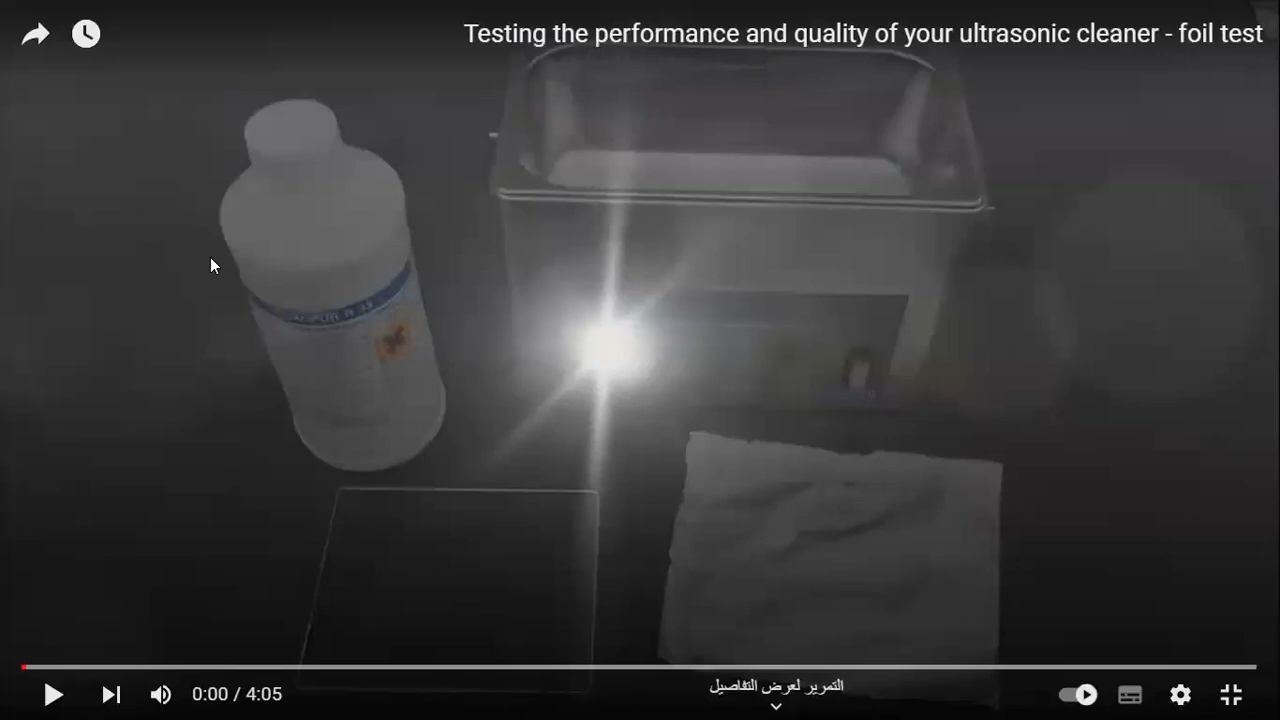 Testing the performance and quality of your ultrasonic cleaner - foil test
0:00 / 4:05
التمرير لعرض التفاصيل